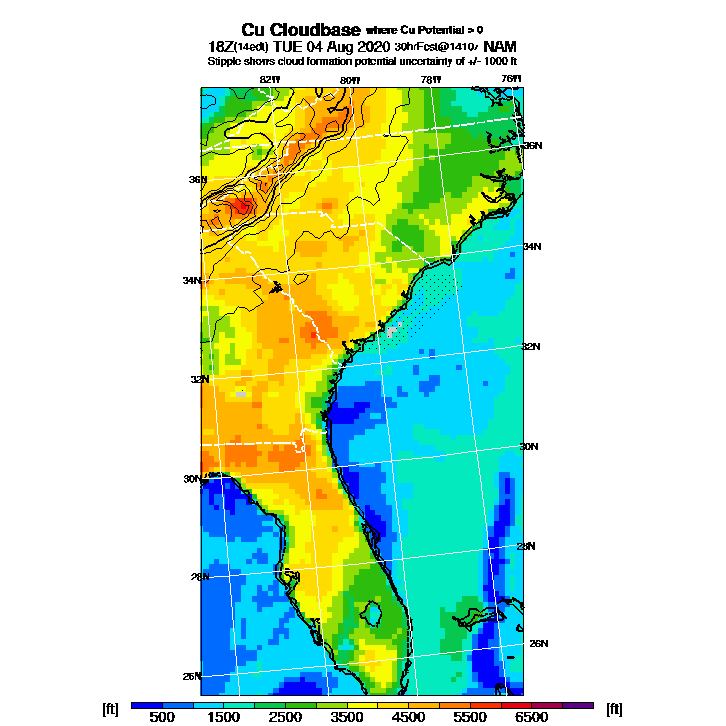 Cu Cloudbase where Cu Potential > 0
18Z(14edt) TUE 04 Aug 2020 30hrFcst@1410z NAM
Stipple shows cloud formation potential uncertainty of +/- 1000 ft
82W 80W 78W 76W
36N 36N
34N 34N
32N 32N
30N 30N
28N 28N
26N 26N
[ft] 500 1500 2500 3500 4500 5500 6500 [ft]